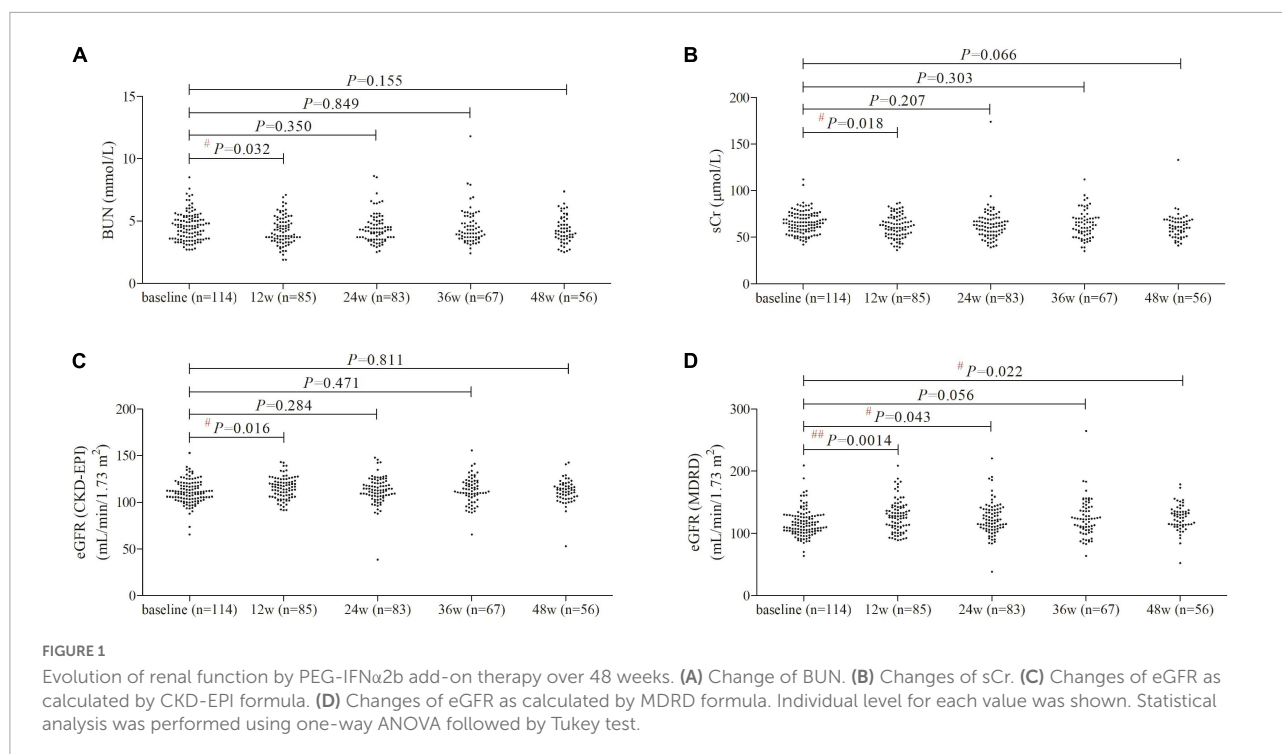 A
P=0.155
P=0.849
P=0.350
# P=0.032
BUN (mmol/L)
15
10
5
0
baseline (n=114) 12w (n=85) 24w (n=83) 36w (n=67) 48w (n=56)
B
P=0.066
P=0.303
P=0.207
# P=0.018
sCr (μmol/L)
200
150
100
50
0
baseline (n=114) 12w (n=85) 24w (n=83) 36w (n=67) 48w (n=56)
C
P=0.811
P=0.471
P=0.284
# P=0.016
eGFR (CKD-EPI)
(mL/min/1.73 m²)
200
150
100
50
0
baseline (n=114) 12w (n=85) 24w (n=83) 36w (n=67) 48w (n=56)
D
# P=0.022
P=0.056
# P=0.043
## P=0.0014
eGFR (MDRD)
(mL/min/1.73 m²)
300
200
100
0
baseline (n=114) 12w (n=85) 24w (n=83) 36w (n=67) 48w (n=56)
FIGURE 1
Evolution of renal function by PEG-IFNα2b add-on therapy over 48 weeks. (A) Change of BUN. (B) Changes of sCr. (C) Changes of eGFR as
calculated by CKD-EPI formula. (D) Changes of eGFR as calculated by MDRD formula. Individual level for each value was shown. Statistical
analysis was performed using one-way ANOVA followed by Tukey test.